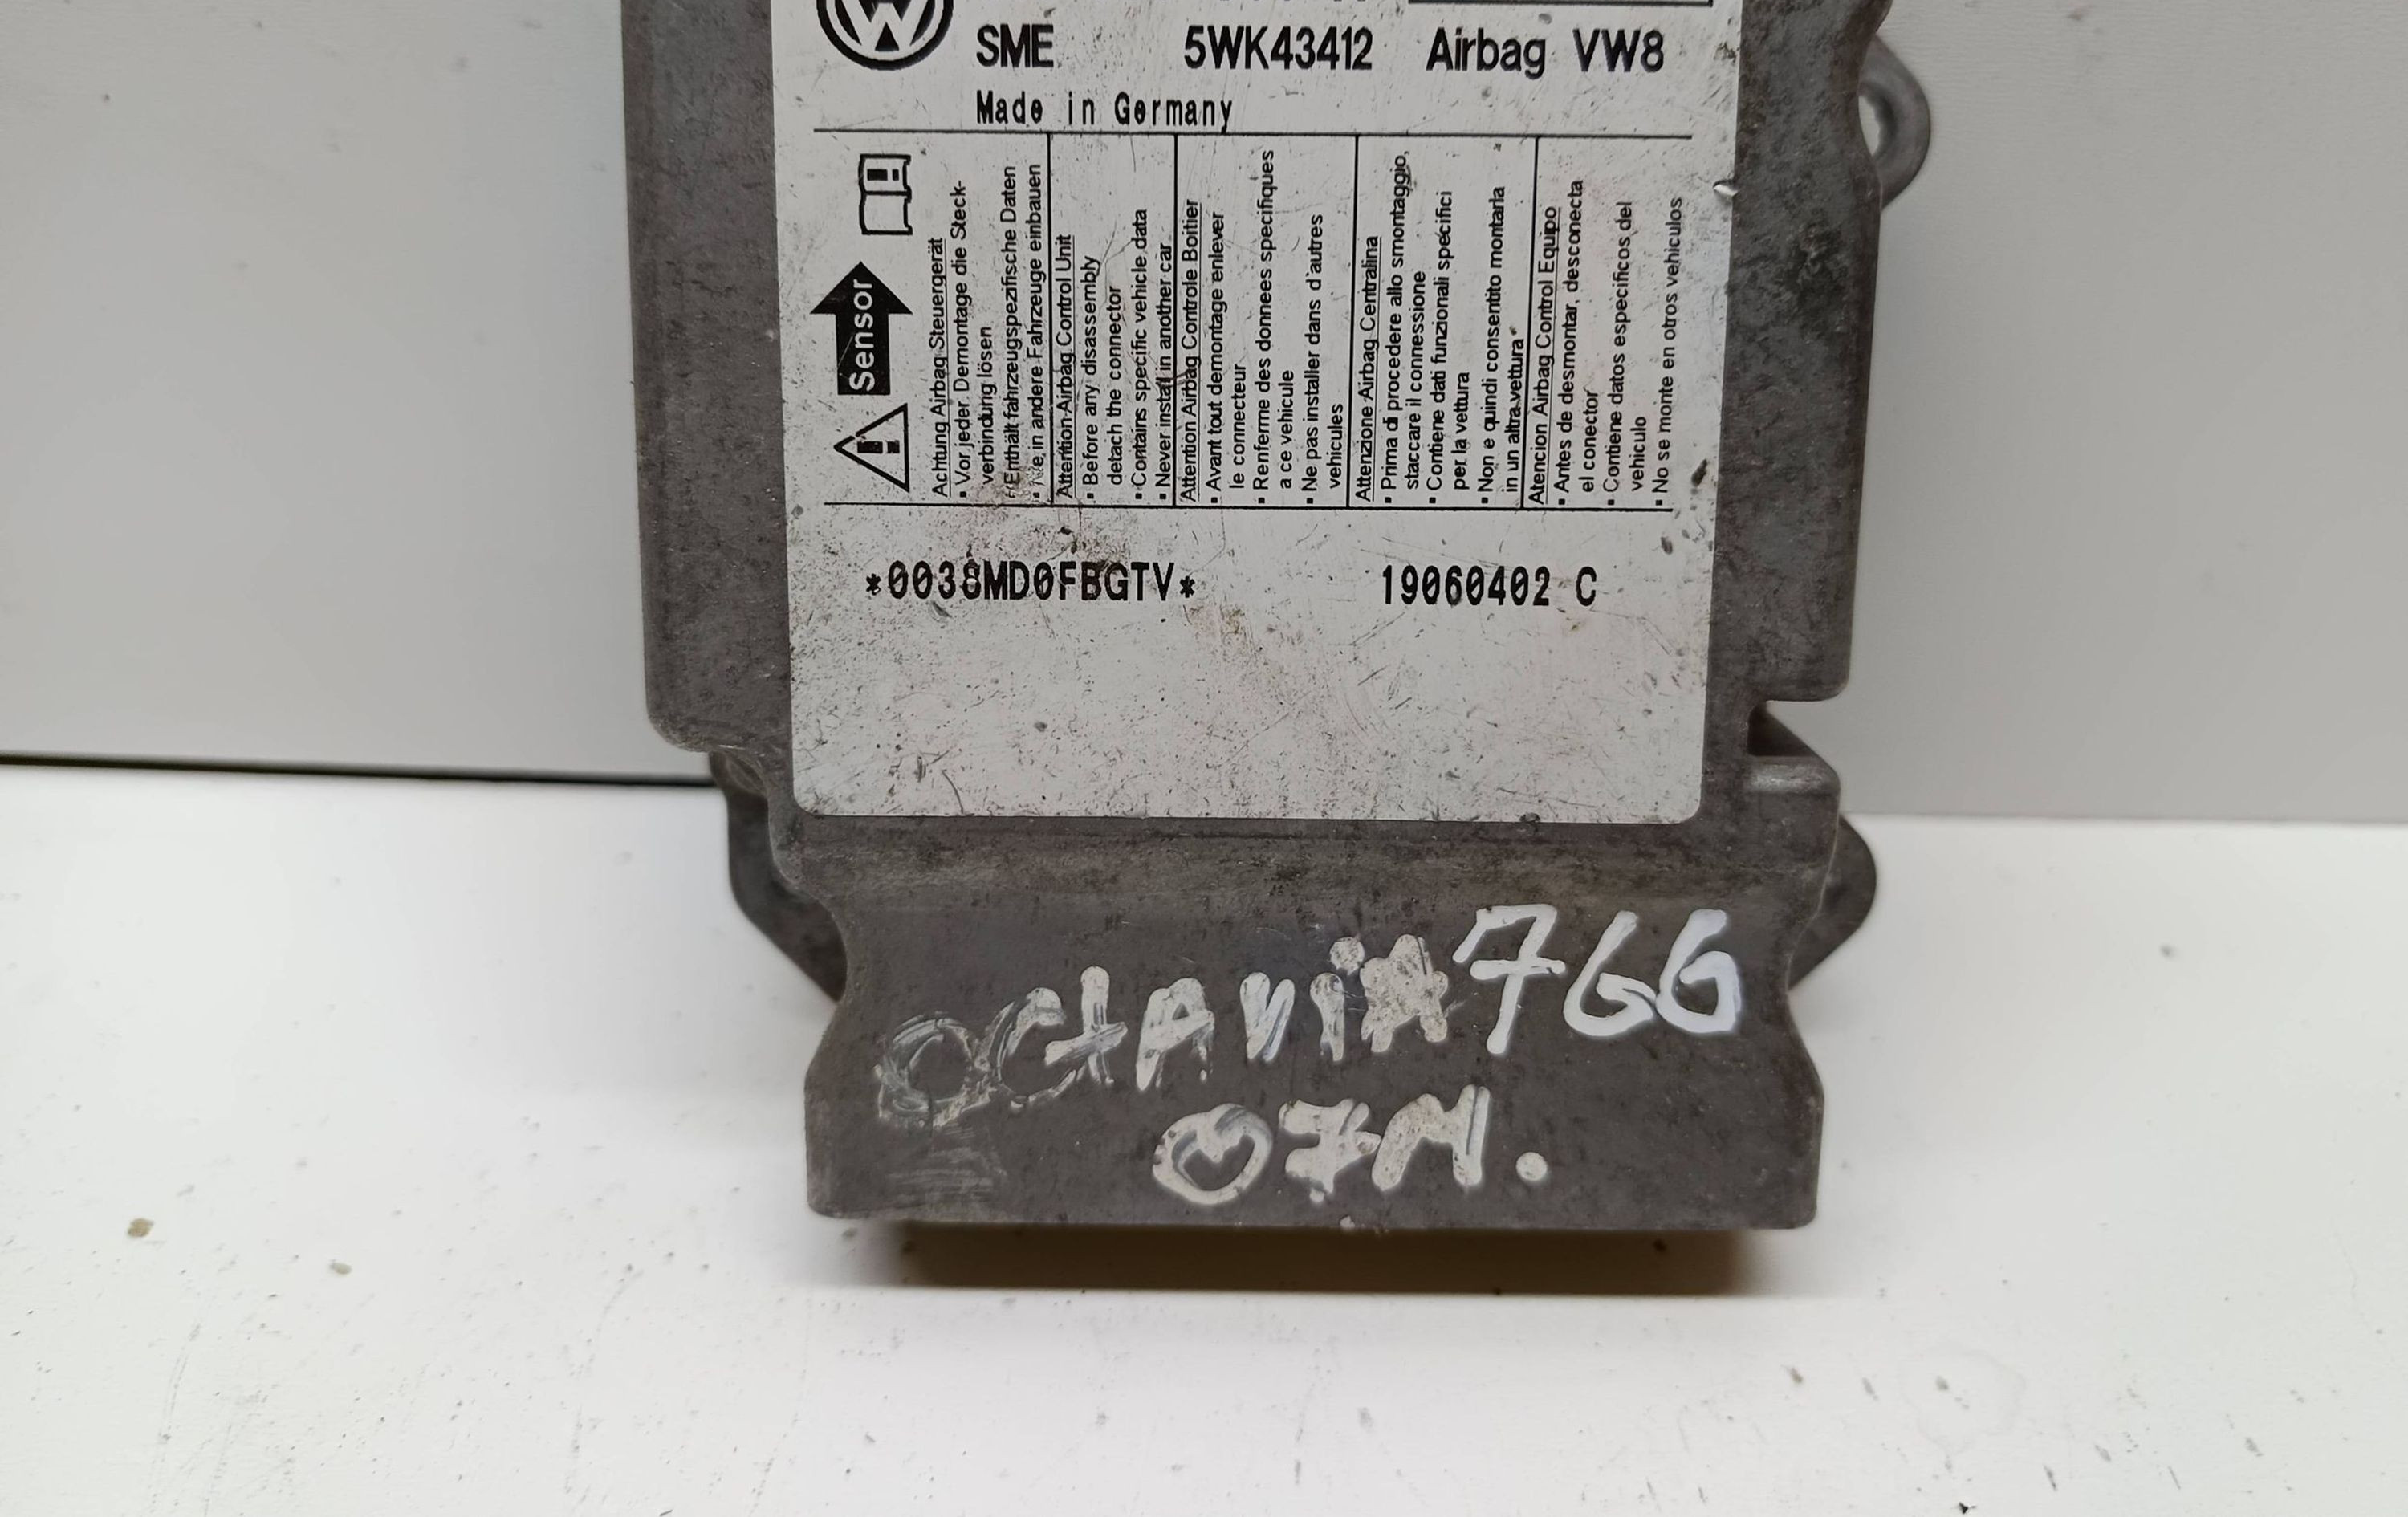 SME 5WK43412 Airbag VW8
Made in Germany
Sensor
Achtung Airbag Steuergerät
▪ Vor jeder Demontage die Steck-
verbindung lösen
▪ Enthält fahrzeugspezifische Daten
▪ Nie in andere Fahrzeuge einbauen
Attention Airbag Control Unit
▪ Before any disassembly
detach the connector
▪ Contains specific vehicle data
▪ Never install in another car
Attention Airbag Controle Boitier
▪ Avant tout demontage enlever
le connecteur
▪ Renferme des donnees specifiques
a ce vehicule
▪ Ne pas installer dans d'autres
vehicules
Attenzione Airbag Centralina
▪ Prima di procedere allo smontaggio,
staccare il connessione
▪ Contiene dati funzionali specifici
per la vettura
▪ Non e quindi consentito montarla
in un altra vettura
Atencion Airbag Control Equipo
▪ Antes de desmontar, desconecta
el conector
▪ Contiene datos especificos del
vehiculo
▪ No se monte en otros vehiculos
*0038MD0FBGTV* 19060402 C
OCTAViA 7GG
07M.